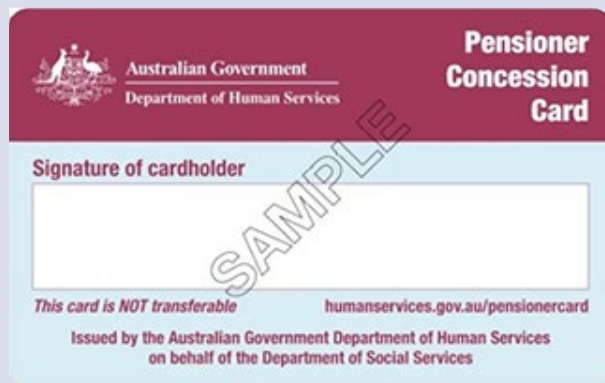 Australian Government
Department of Human Services
Pensioner
Concession
Card
Signature of cardholder
SAMPLE
This card is NOT transferable
humanservices.gov.au/pensionercard
Issued by the Australian Government Department of Human Services
on behalf of the Department of Social Services